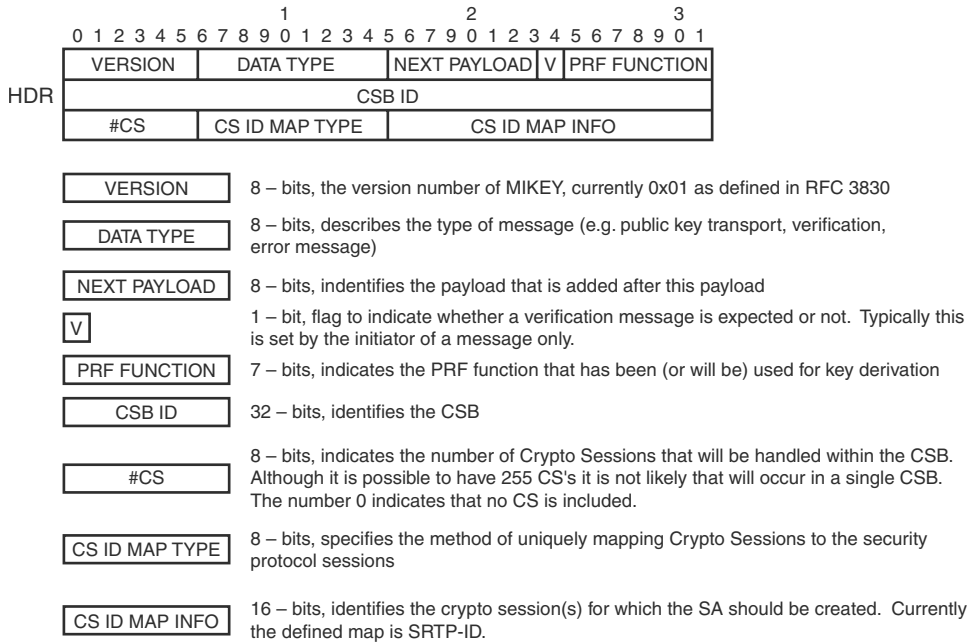 1 2 3
0 1 2 3 4 5 6 7 8 9 0 1 2 3 4 5 6 7 8 9 0 1 2 3 4 5 6 7 8 9 0 1
VERSION DATA TYPE NEXT PAYLOAD V PRF FUNCTION
HDR CSB ID
#CS CS ID MAP TYPE CS ID MAP INFO
VERSION 8 – bits, the version number of MIKEY, currently 0x01 as defined in RFC 3830
DATA TYPE 8 – bits, describes the type of message (e.g. public key transport, verification,
error message)
NEXT PAYLOAD 8 – bits, indentifies the payload that is added after this payload
V 1 – bit, flag to indicate whether a verification message is expected or not. Typically this
is set by the initiator of a message only.
PRF FUNCTION 7 – bits, indicates the PRF function that has been (or will be) used for key derivation
CSB ID 32 – bits, identifies the CSB
#CS 8 – bits, indicates the number of Crypto Sessions that will be handled within the CSB.
Although it is possible to have 255 CS's it is not likely that will occur in a single CSB.
The number 0 indicates that no CS is included.
CS ID MAP TYPE 8 – bits, specifies the method of uniquely mapping Crypto Sessions to the security
protocol sessions
CS ID MAP INFO 16 – bits, identifies the crypto session(s) for which the SA should be created. Currently
the defined map is SRTP-ID.